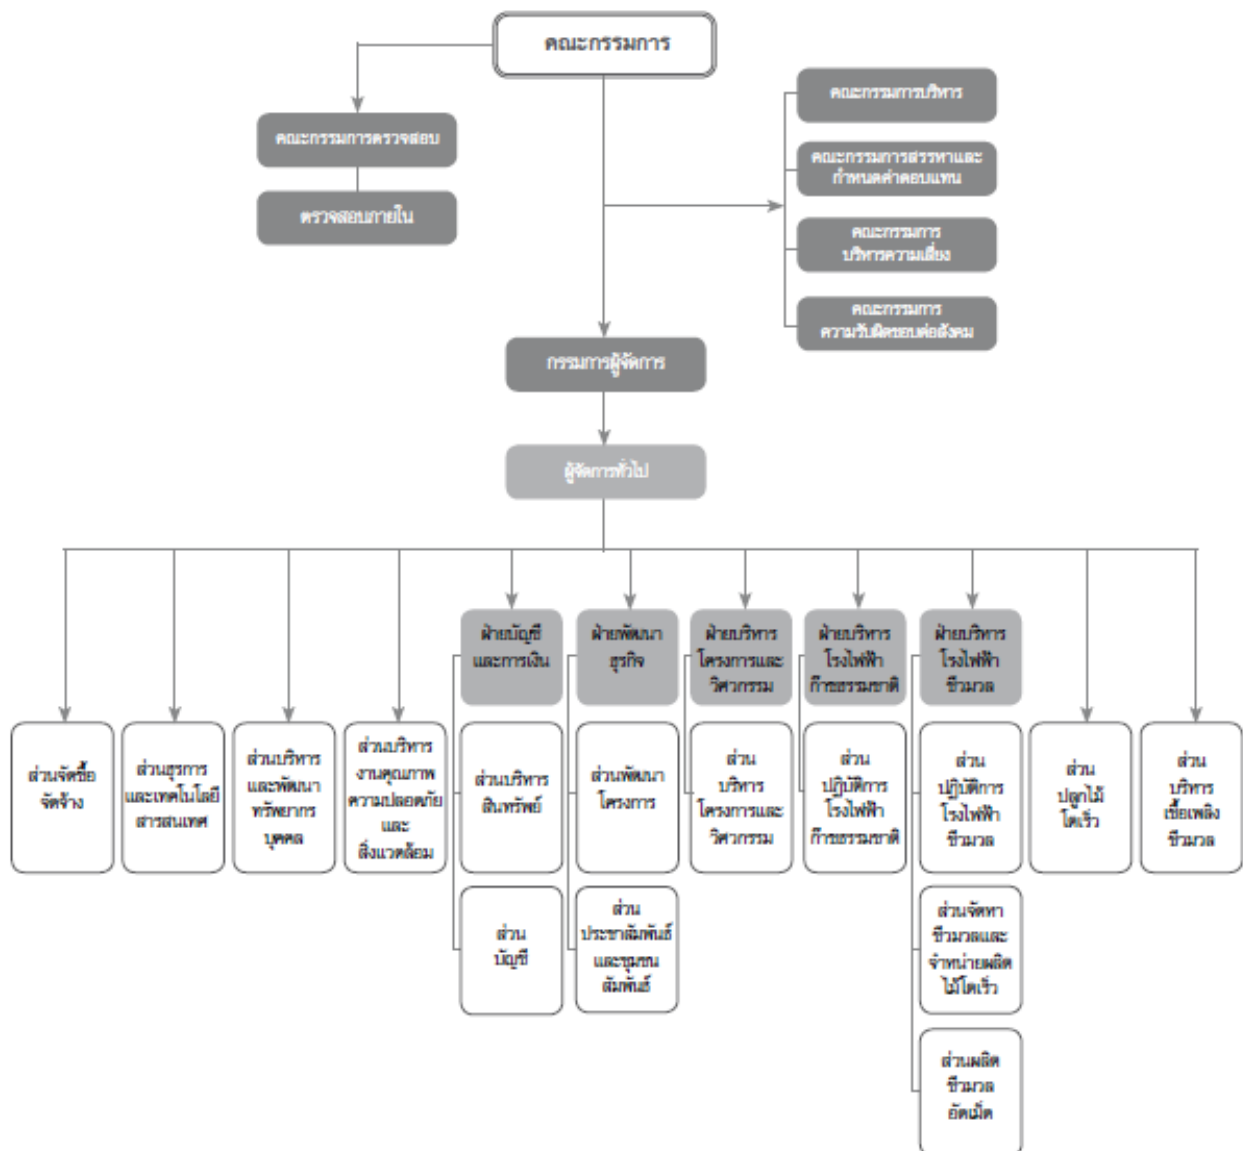 คณะกรรมการ
คณะกรรมการบริหาร
คณะกรรมการตรวจสอบ
คณะกรรมการสรรหาและ
กำหนดค่าตอบแทน
ตรวจสอบภายใน
คณะกรรมการ
บริหารความเสี่ยง
คณะกรรมการ
ความรับผิดชอบต่อสังคม
กรรมการผู้จัดการ
ผู้จัดการทั่วไป
ฝ่ายบัญชี
และการเงิน
ฝ่ายพัฒนา
ธุรกิจ
ฝ่ายบริหาร
โครงการและ
วิศวกรรม
ฝ่ายบริหาร
โรงไฟฟ้า
ก๊าซธรรมชาติ
ฝ่ายบริหาร
โรงไฟฟ้า
ชีวมวล
ส่วนจัดซื้อ
จัดจ้าง
ส่วนธุรการ
และเทคโนโลยี
สารสนเทศ
ส่วนบริหาร
และพัฒนา
ทรัพยากร
บุคคล
ส่วนบริหาร
งานคุณภาพ
ความปลอดภัย
และ
สิ่งแวดล้อม
ส่วนบริหาร
สินทรัพย์
ส่วนพัฒนา
โครงการ
ส่วน
บริหาร
โครงการและ
วิศวกรรม
ส่วน
ปฏิบัติการ
โรงไฟฟ้า
ก๊าซธรรมชาติ
ส่วน
ปฏิบัติการ
โรงไฟฟ้า
ชีวมวล
ส่วน
ปลูกไม้
โตเร็ว
ส่วน
บริหาร
เชื้อเพลิง
ชีวมวล
ส่วน
บัญชี
ส่วน
ประชาสัมพันธ์
และชุมชน
สัมพันธ์
ส่วนจัดหา
ชีวมวลและ
จำหน่ายผลิต
ไม้โตเร็ว
ส่วนผลิต
ชีวมวล
อัดเม็ด